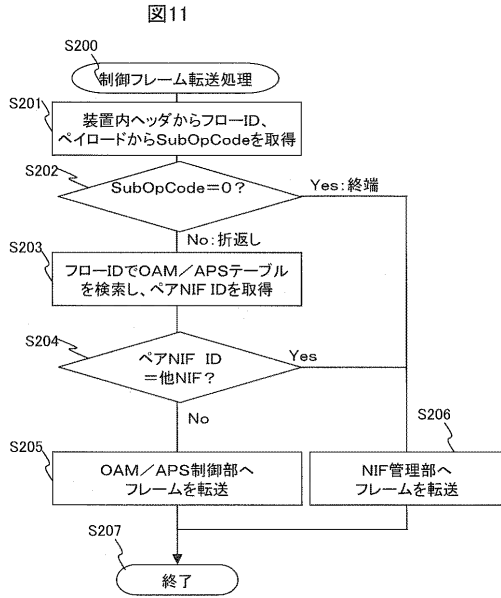 図11
S200
制御フレーム転送処理
S201
装置内ヘッダからフローID、
ペイロードからSubOpCodeを取得
S202
SubOpCode=0?
Yes:終端
No:折返し
S203
フローIDでOAM/APSテーブル
を検索し、ペアNIF IDを取得
S204
ペアNIF ID
=他NIF?
Yes
No
S205
OAM/APS制御部へ
フレームを転送
S206
NIF管理部へ
フレームを転送
S207
終了